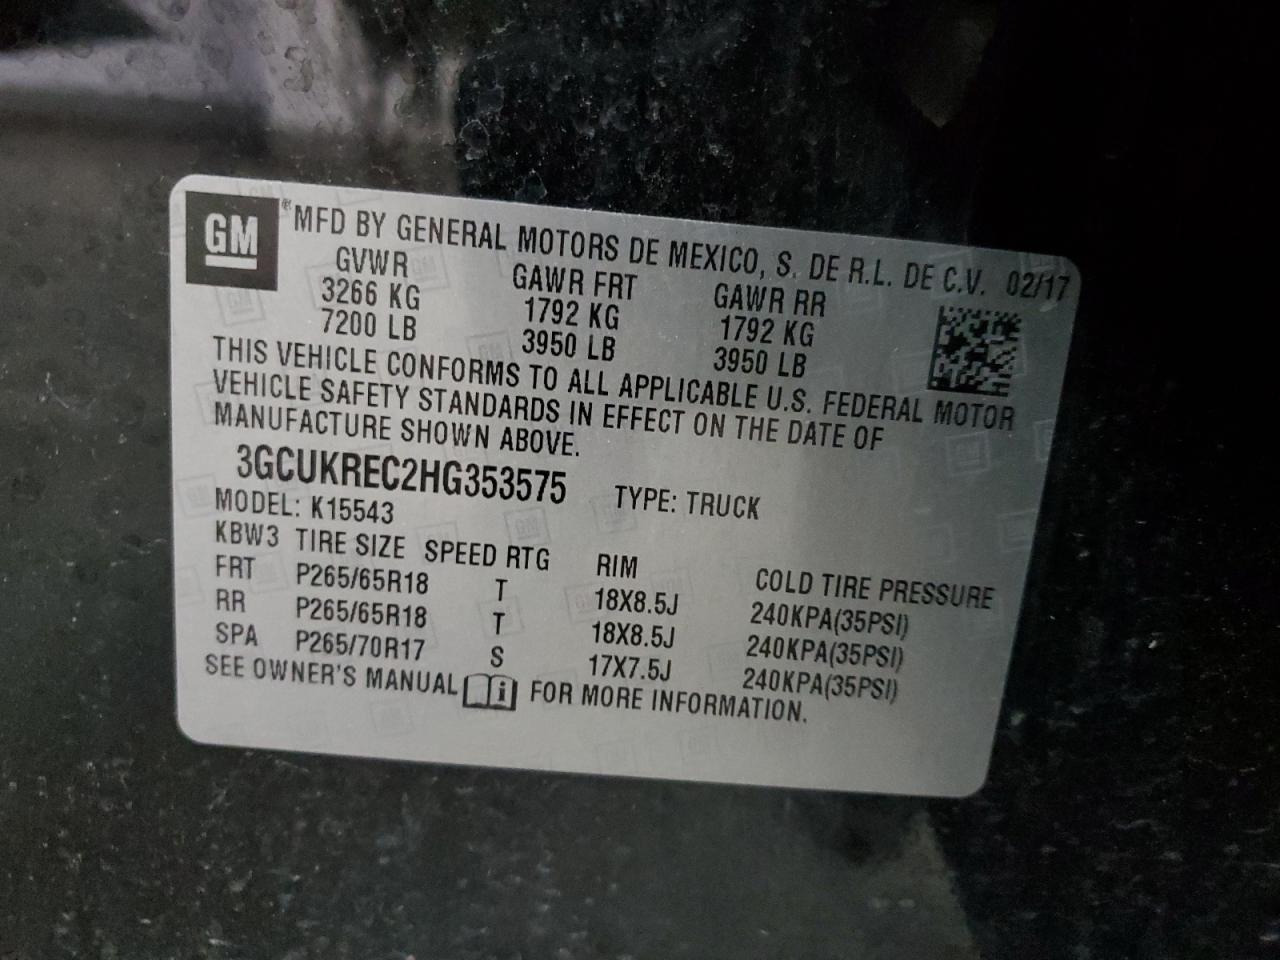 GM ® MFD BY GENERAL MOTORS DE MEXICO, S. DE R.L. DE C.V. 02/17
GVWR GAWR FRT GAWR RR
3266 KG 1792 KG 1792 KG
7200 LB 3950 LB 3950 LB
THIS VEHICLE CONFORMS TO ALL APPLICABLE U.S. FEDERAL MOTOR
VEHICLE SAFETY STANDARDS IN EFFECT ON THE DATE OF
MANUFACTURE SHOWN ABOVE.
3GCUKREC2HG353575 TYPE: TRUCK
MODEL: K15543
KBW3 TIRE SIZE SPEED RTG RIM COLD TIRE PRESSURE
FRT P265/65R18 T 18X8.5J 240KPA(35PSI)
RR P265/65R18 T 18X8.5J 240KPA(35PSI)
SPA P265/70R17 S 17X7.5J 240KPA(35PSI)
SEE OWNER'S MANUAL i FOR MORE INFORMATION.